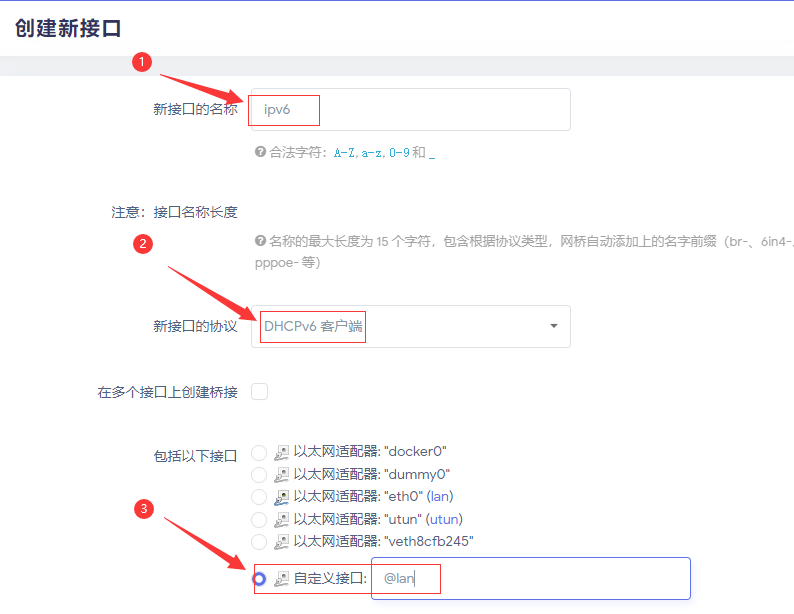 创建新接口
1
新接口的名称
ipv6
合法字符：A-Z, a-z, 0-9 和 _
注意：接口名称长度
2
名称的最大长度为 15 个字符，包含根据协议类型，网桥自动添加上的名字前缀（br-、6in4-、
pppoe- 等）
新接口的协议
DHCPv6 客户端
在多个接口上创建桥接
包括以下接口
以太网适配器: "docker0"
以太网适配器: "dummy0"
以太网适配器: "eth0" (lan)
3
以太网适配器: "utun" (utun)
以太网适配器: "veth8cfb245"
自定义接口: @lan